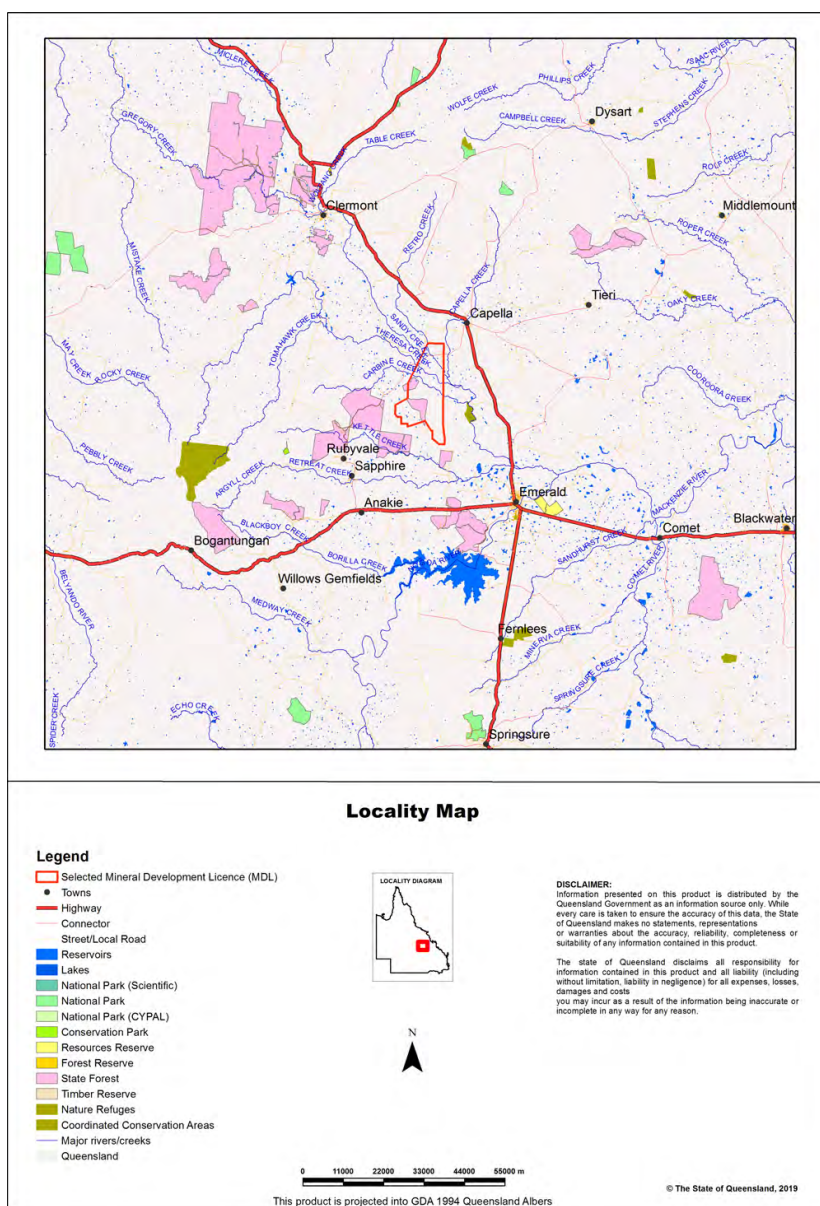 MICLERE CREEK
ISAAC RIVER
PHILLIPS CREEK
WOLFE CREEK
STEPHENS CREEK
Dysart
CAMPBELL CREEK
GREGORY CREEK
TABLE CREEK
ROLF CREEK
Clermont
Middlemount
RETRO CREEK
ROPER CREEK
MISTAKE CREEK
CAPELLA CREEK
Tieri
OAKY CREEK
Capella
SANDY CREEK
TOMAHAWK CREEK
THERESA CREEK
MAY CREEK
ROCKY CREEK
CARBINE CREEK
COOROORA CREEK
KETTLE CREEK
Rubyvale
PEBBLY CREEK
RETREAT CREEK
Sapphire
ARGYLL CREEK
MACKENZIE RIVER
Emerald
Anakie
Blackwater
BLACKBOY CREEK
Comet
SANDHURST CREEK
Bogantungan
BORILLA CREEK
COMET RIVER
Willows Gemfields
BELYANDO RIVER
MEDWAY CREEK
Fernlees
MINERVA CREEK
SPRINGSURE CREEK
ECHO CREEK
SPIDER CREEK
Springsure
Locality Map
Legend
Selected Mineral Development Licence (MDL)
Towns
Highway
Connector
Street/Local Road
Reservoirs
Lakes
National Park (Scientific)
National Park
National Park (CYPAL)
Conservation Park
Resources Reserve
Forest Reserve
State Forest
Timber Reserve
Nature Refuges
Coordinated Conservation Areas
Major rivers/creeks
Queensland
LOCALITY DIAGRAM
N
DISCLAIMER:
Information presented on this product is distributed by the
Queensland Government as an information source only. While
every care is taken to ensure the accuracy of this data, the State
of Queensland makes no statements, representations
or warranties about the accuracy, reliability, completeness or
suitability of any information contained in this product.
The state of Queensland disclaims all responsibility for
information contained in this product and all liability (including
without limitation, liability in negligence) for all expenses, losses,
damages and costs
you may incur as a result of the information being inaccurate or
incomplete in any way for any reason.
0 11000 22000 33000 44000 55000 m
This product is projected into GDA 1994 Queensland Albers
© The State of Queensland, 2019